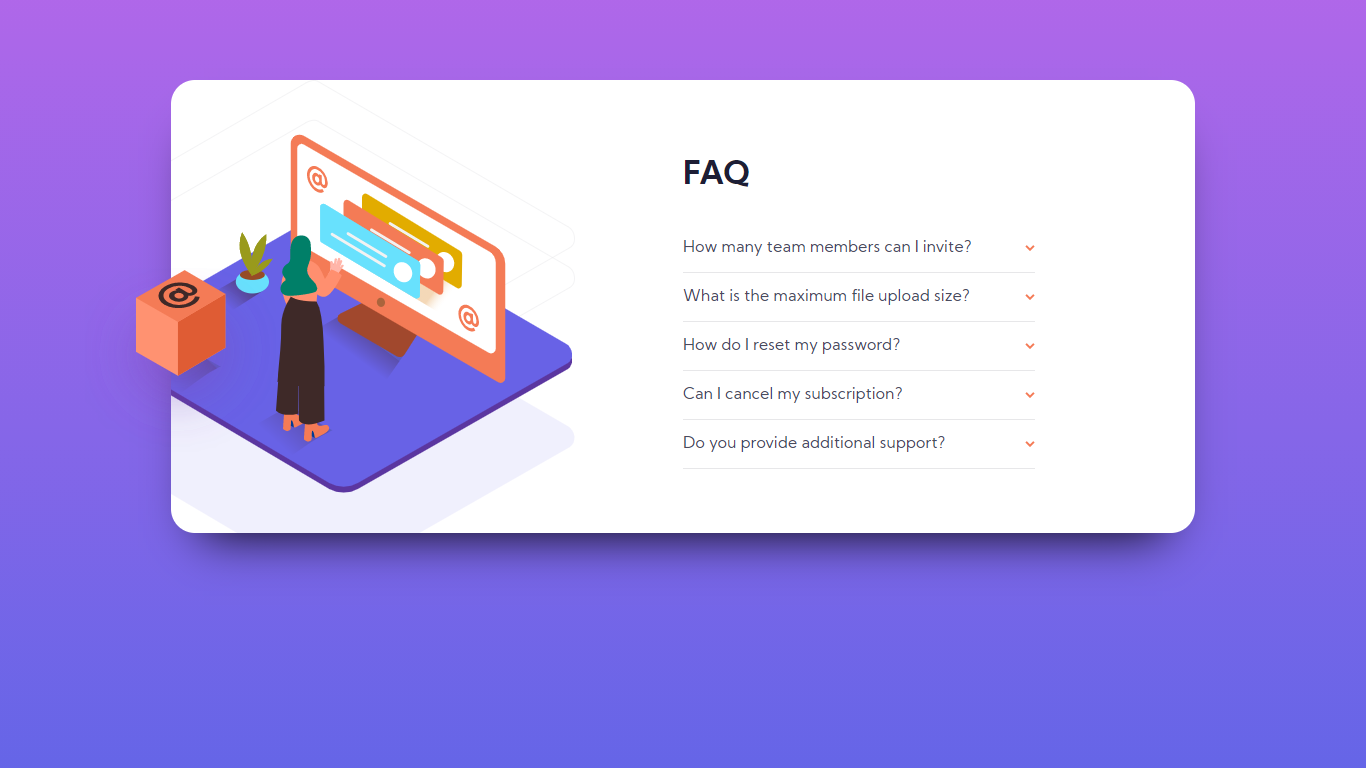 @
@
@
FAQ
How many team members can I invite?
What is the maximum file upload size?
How do I reset my password?
Can I cancel my subscription?
Do you provide additional support?